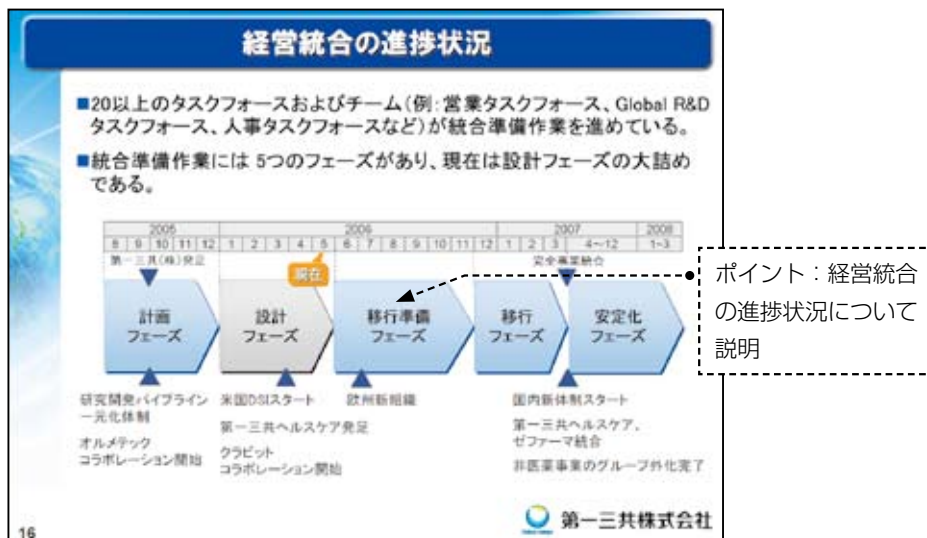 経営統合の進捗状況
■20以上のタスクフォースおよびチーム(例:営業タスクフォース、Global R&D
タスクフォース、人事タスクフォースなど)が統合準備作業を進めている。
■統合準備作業には 5つのフェーズがあり、現在は設計フェーズの大詰め
である。
2005 2006 2007 2008
8 9 10 11 12 1 2 3 4 5 6 7 8 9 10 11 12 1 2 3 4~12 1~3
第一三共(株)発足 現在 完全事業統合
計画 設計 移行準備 移行 安定化
フェーズ フェーズ フェーズ フェーズ フェーズ
ポイント:経営統合
の進捗状況について
説明
研究開発パイプライン 米国DSIスタート 欧州新組織 国内新体制スタート
一元化体制 第一三共ヘルスケア発足 第一三共ヘルスケア、
オルメテック クラビット ゼファーマ統合
コラボレーション開始 コラボレーション開始 非医薬事業のグループ外化完了
第一三共株式会社
16